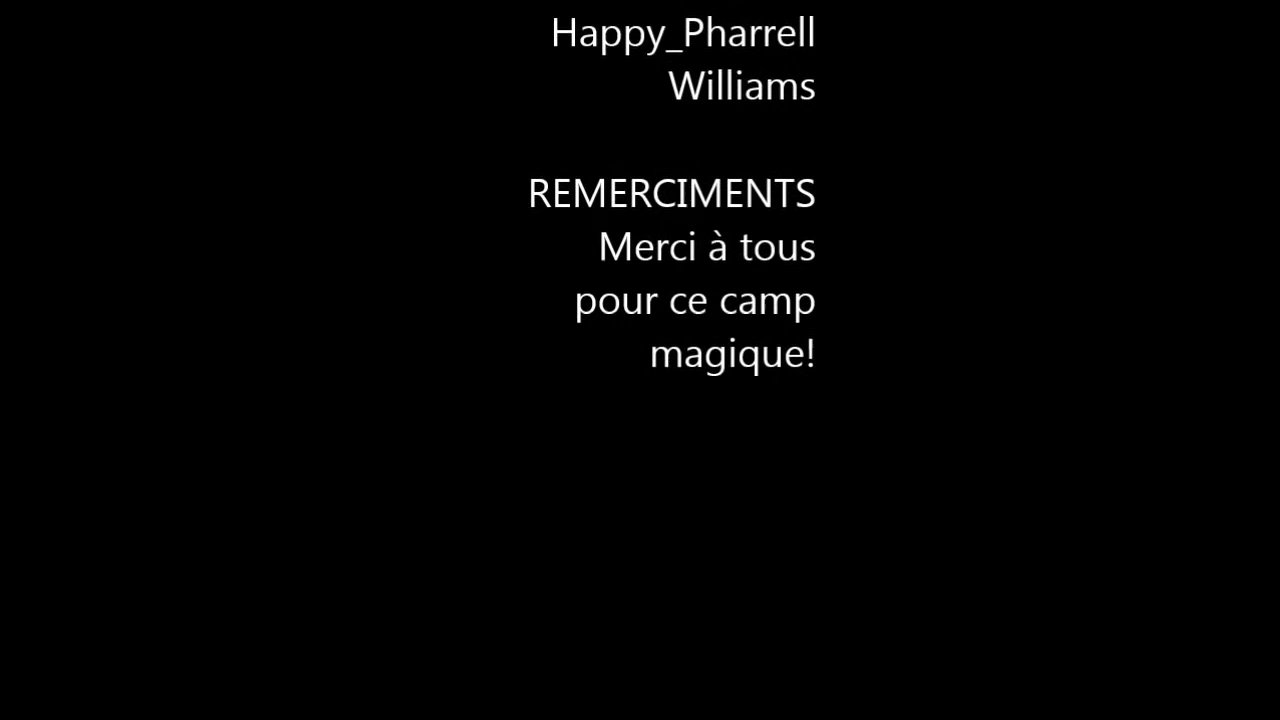 Happy_Pharrell
Williams
REMERCIMENTS
Merci à tous
pour ce camp
magique!